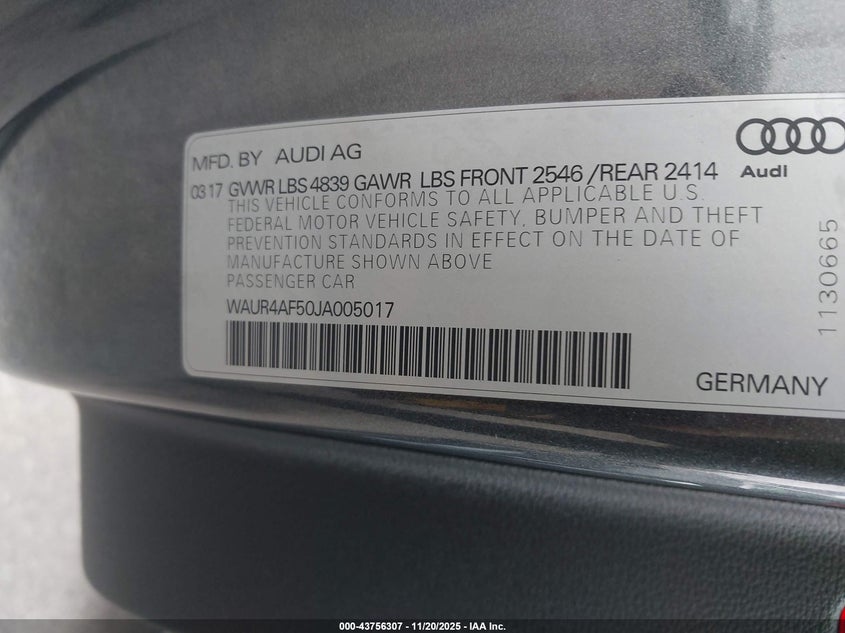 MFD. BY AUDI AG
0317 GVWR LBS 4839 GAWR LBS FRONT 2546 /REAR 2414
THIS VEHICLE CONFORMS TO ALL APPLICABLE U.S.
FEDERAL MOTOR VEHICLE SAFETY, BUMPER AND THEFT
PREVENTION STANDARDS IN EFFECT ON THE DATE OF
MANUFACTURE SHOWN ABOVE
PASSENGER CAR
WAUR4AF50JA005017
Audi
1130665
GERMANY
000-43756307 - 11/20/2025 - IAA Inc.